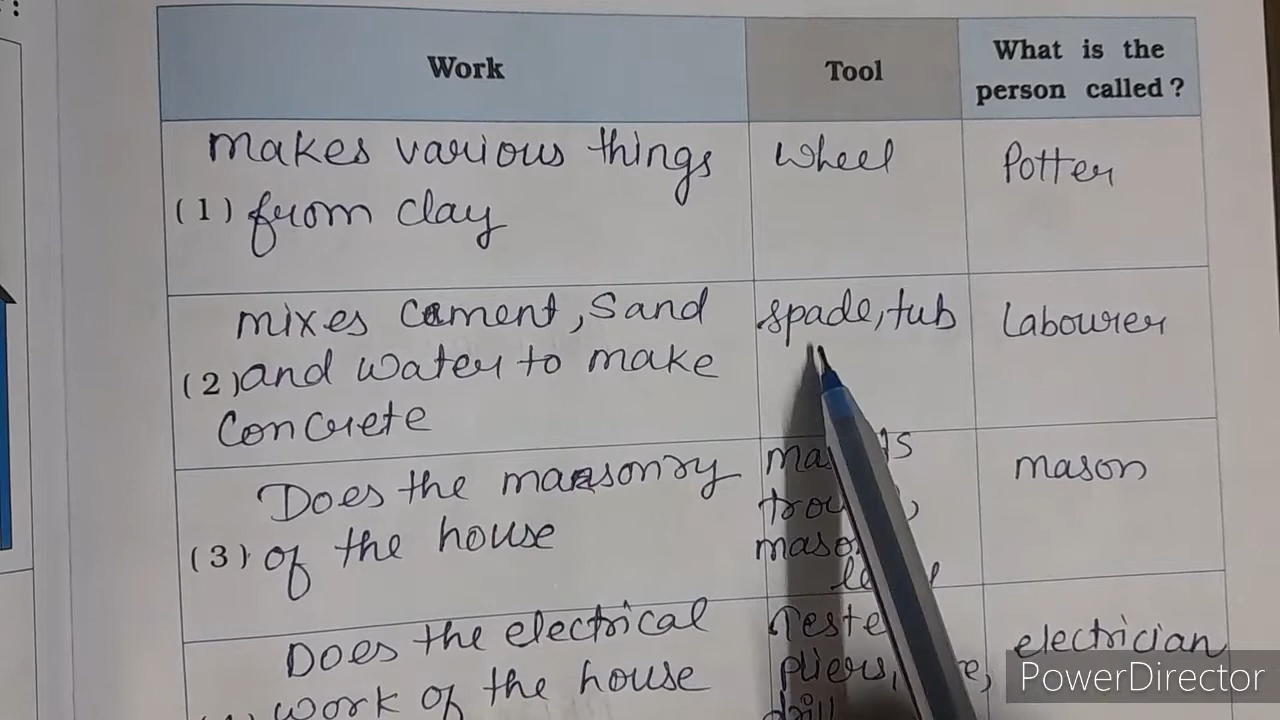 Work
Tool
What is the
person called ?
makes various things
(1) from clay
wheel
Potter
mixes cement, Sand
(2) and water to make
concrete
spade, tub
Labourer
Does the masonry
(3) of the house
mason
Does the electrical
work of the house
pliers,
electrician
PowerDirector